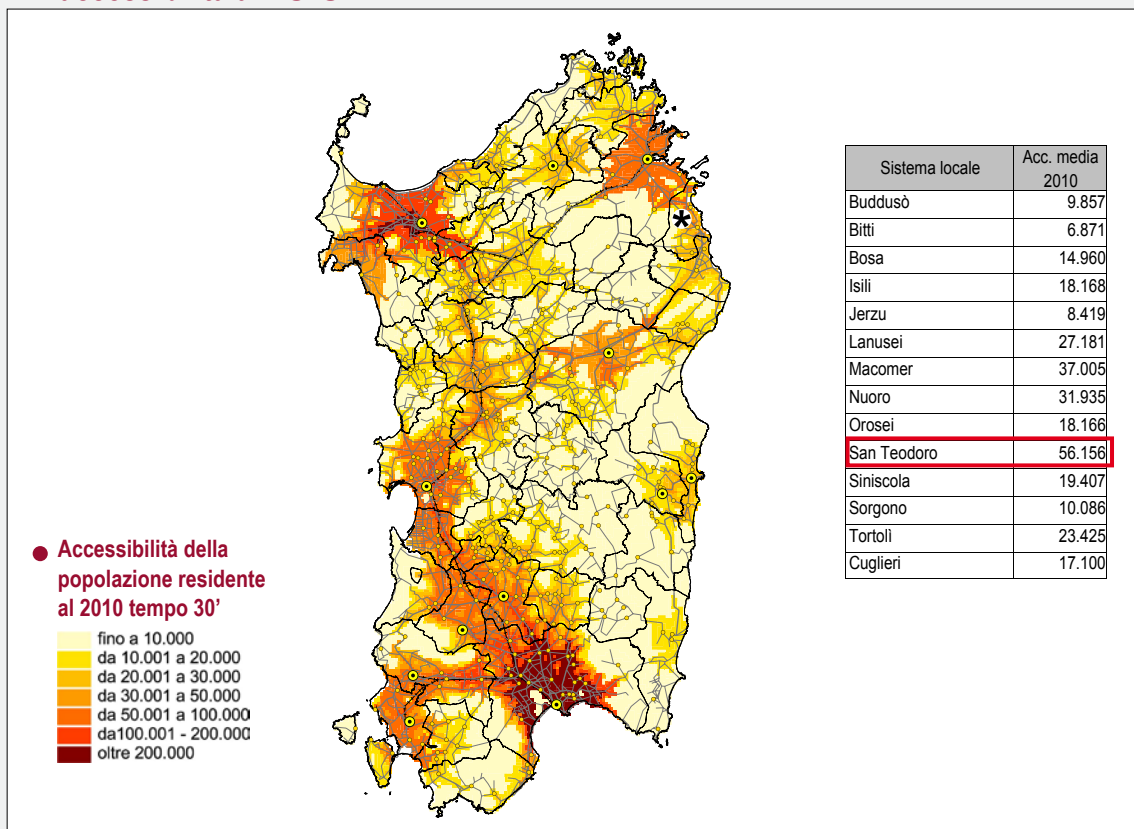 Sistema locale Acc. media 2010
Buddusò 9.857
Bitti 6.871
Bosa 14.960
Isili 18.168
Jerzu 8.419
Lanusei 27.181
Macomer 37.005
Nuoro 31.935
Orosei 18.166
San Teodoro 56.156
Siniscola 19.407
Sorgono 10.086
Tortolì 23.425
Cuglieri 17.100
*
Accessibilità della
popolazione residente
al 2010 tempo 30’
fino a 10.000
da 10.001 a 20.000
da 20.001 a 30.000
da 30.001 a 50.000
da 50.001 a 100.000
da100.001 - 200.000
oltre 200.000